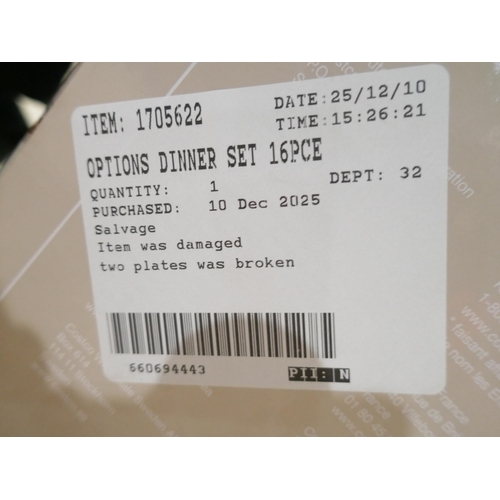 ITEM: 1705622
DATE: 25/12/10
TIME: 15:26:21
OPTIONS DINNER SET 16PCE
QUANTITY: 1
DEPT: 32
PURCHASED: 10 Dec 2025
Salvage
Item was damaged
two plates was broken
660694443
PII: N